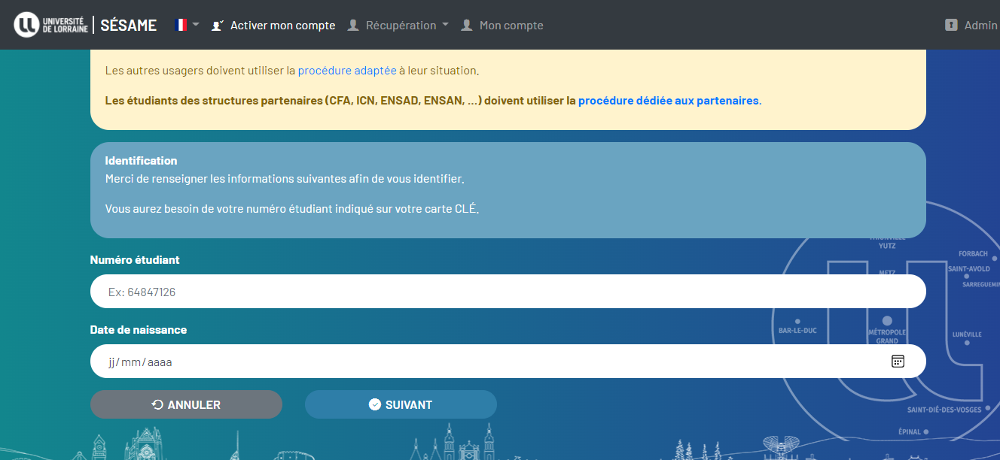 UNIVERSITÉ
DE LORRAINE
SÉSAME
Activer mon compte
Récupération
Mon compte
Admin
Les autres usagers doivent utiliser la procédure adaptée à leur situation.
Les étudiants des structures partenaires (CFA, ICN, ENSAD, ENSAN, ...) doivent utiliser la procédure dédiée aux partenaires.
Identification
Merci de renseigner les informations suivantes afin de vous identifier.
Vous aurez besoin de votre numéro étudiant indiqué sur votre carte CLÉ.
YUTZ
FORBACH
SAINT-AVOLD
METZ
Numéro étudiant
Ex: 64847126
Date de naissance
BAR-LE-DUC
MÉTROPOLE
GRAND
LUNÉVILLE
jj/mm/aaaa
ANNULER
SUIVANT
SAINT-DIÉ-DES-VOSGES
ÉPINAL